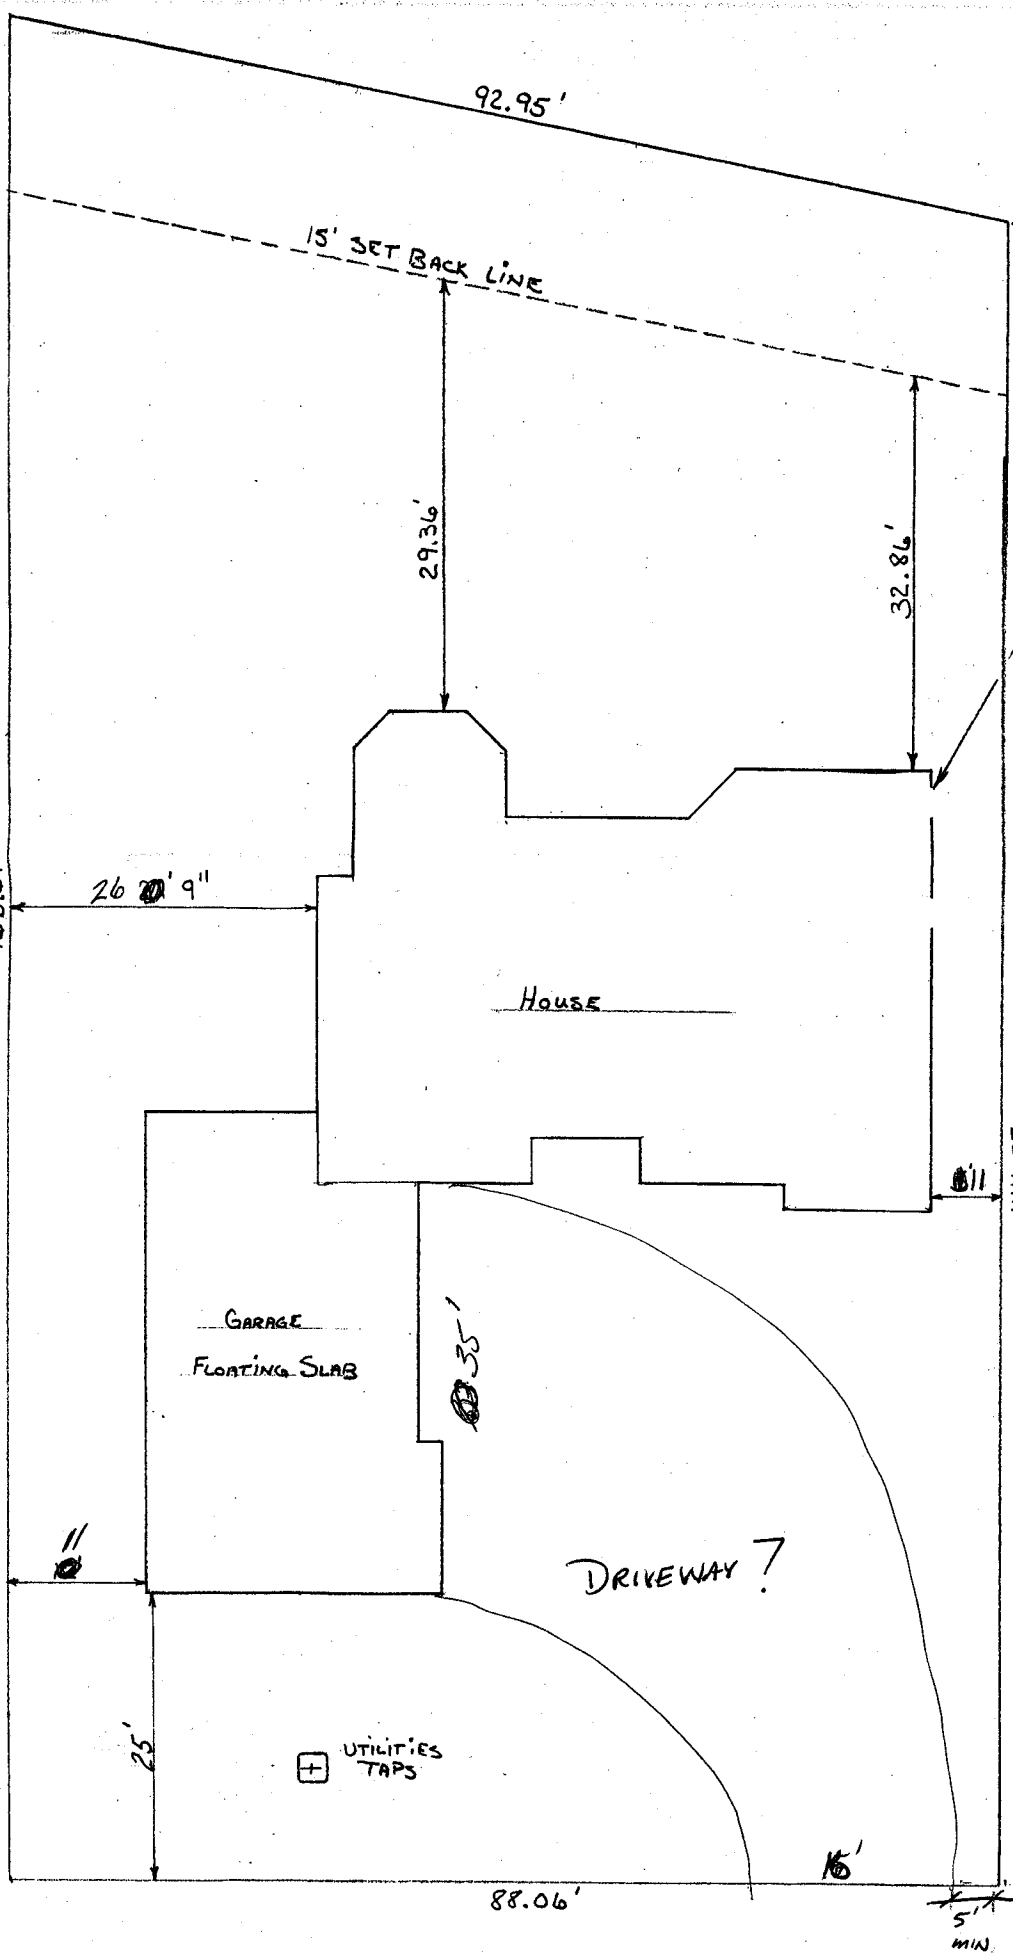 92.95'
15' SET BACK LINE
29.36'
32.86'
26' 9"
HOUSE
11
GARAGE
FLOATING SLAB
35'
11
DRIVEWAY ?
25'
UTILITIES
TAPS
88.06'
5'
MIN.